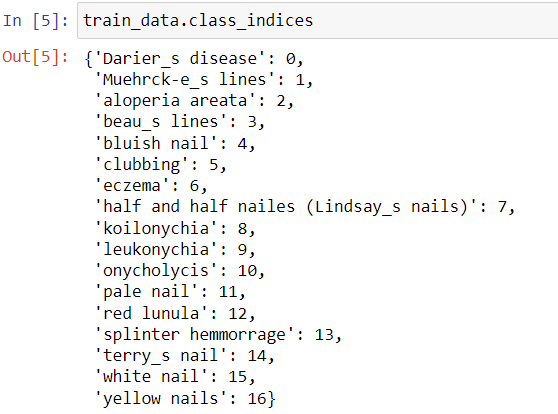 In [5]: train_data.class_indices
Out[5]: {'Darier_s disease': 0,
'Muehrck-e_s lines': 1,
'aloperia areata': 2,
'beau_s lines': 3,
'bluish nail': 4,
'clubbing': 5,
'eczema': 6,
'half and half nailes (Lindsay_s nails)': 7,
'koilonychia': 8,
'leukonychia': 9,
'onycholycis': 10,
'pale nail': 11,
'red lunula': 12,
'splinter hemmorrage': 13,
'terry_s nail': 14,
'white nail': 15,
'yellow nails': 16}